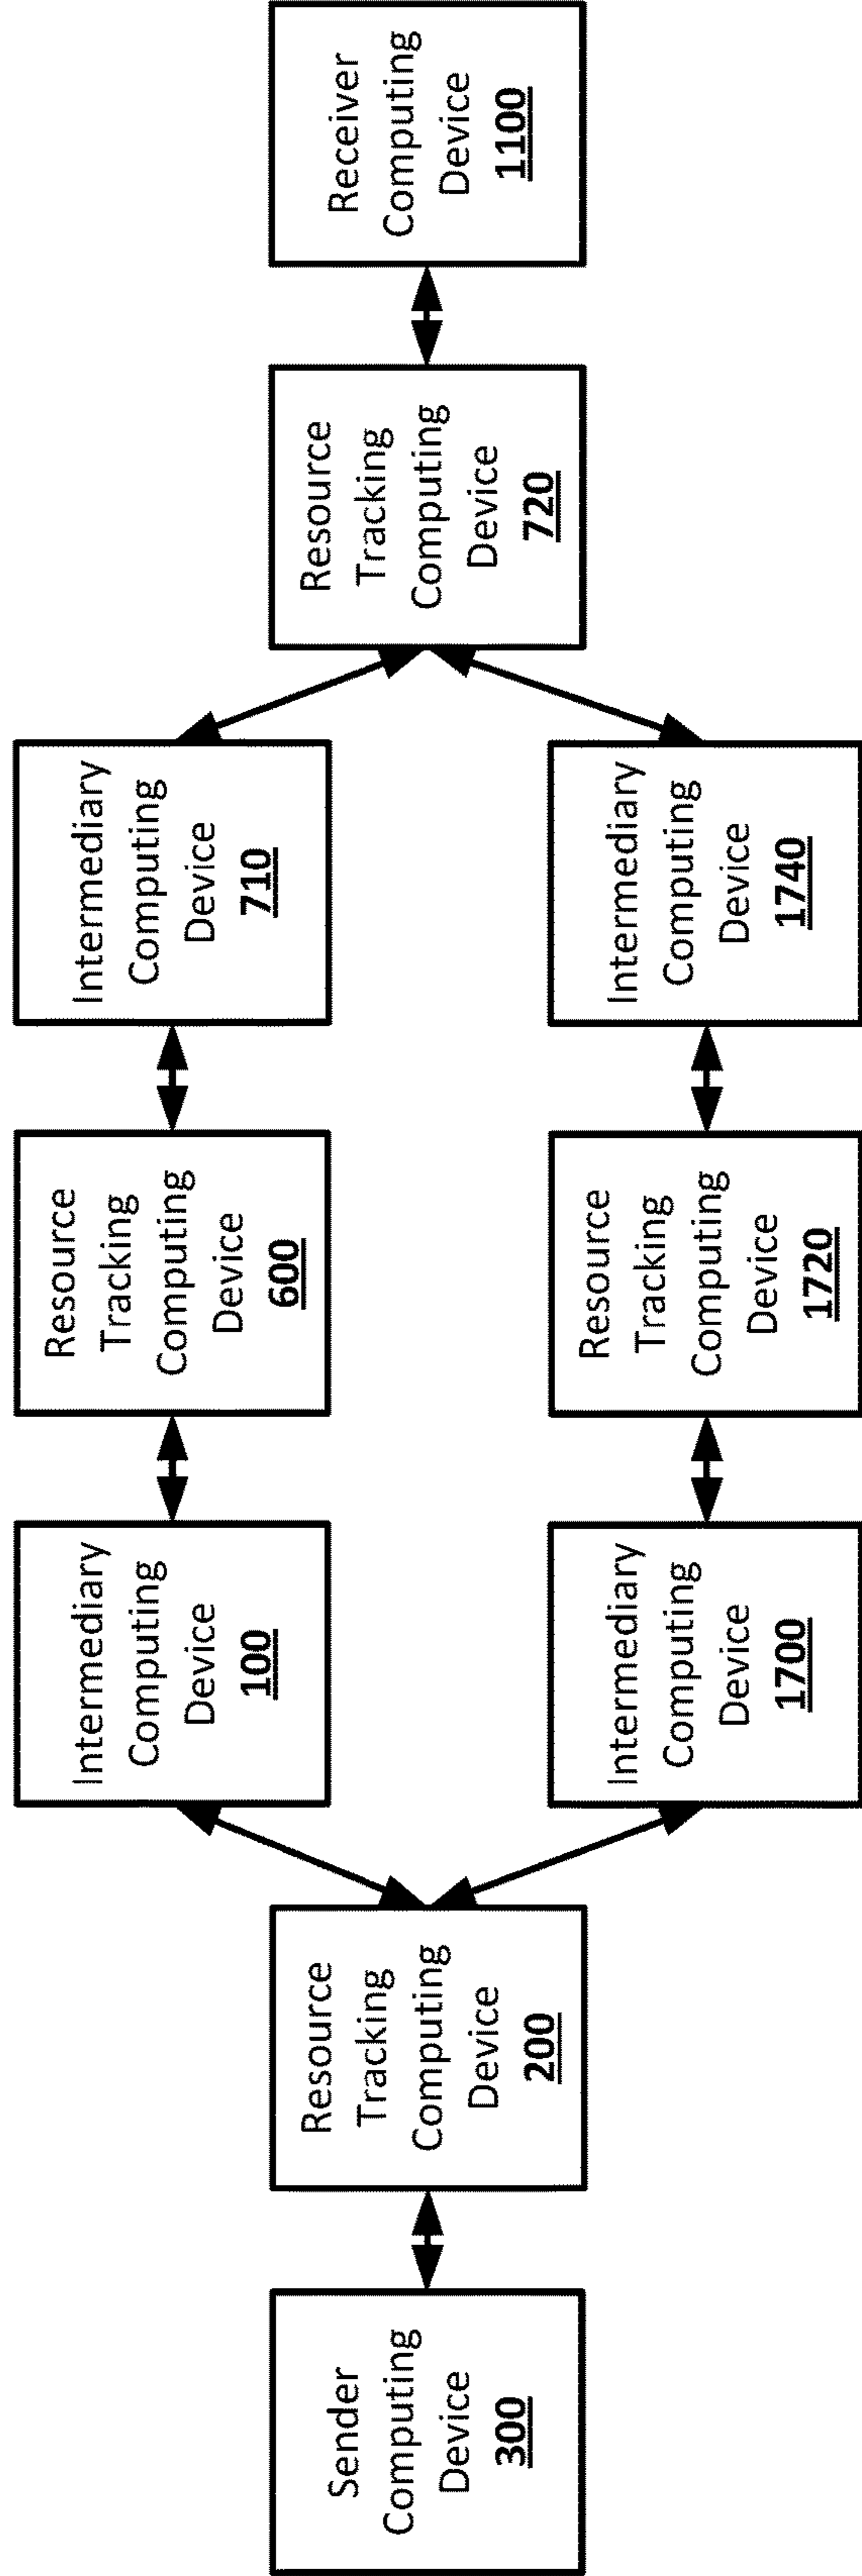 Sender
Computing
Device
300
Resource
Tracking
Computing
Device
200
Intermediary
Computing
Device
100
Resource
Tracking
Computing
Device
600
Intermediary
Computing
Device
710
Intermediary
Computing
Device
1700
Resource
Tracking
Computing
Device
1720
Intermediary
Computing
Device
1740
Resource
Tracking
Computing
Device
720
Receiver
Computing
Device
1100